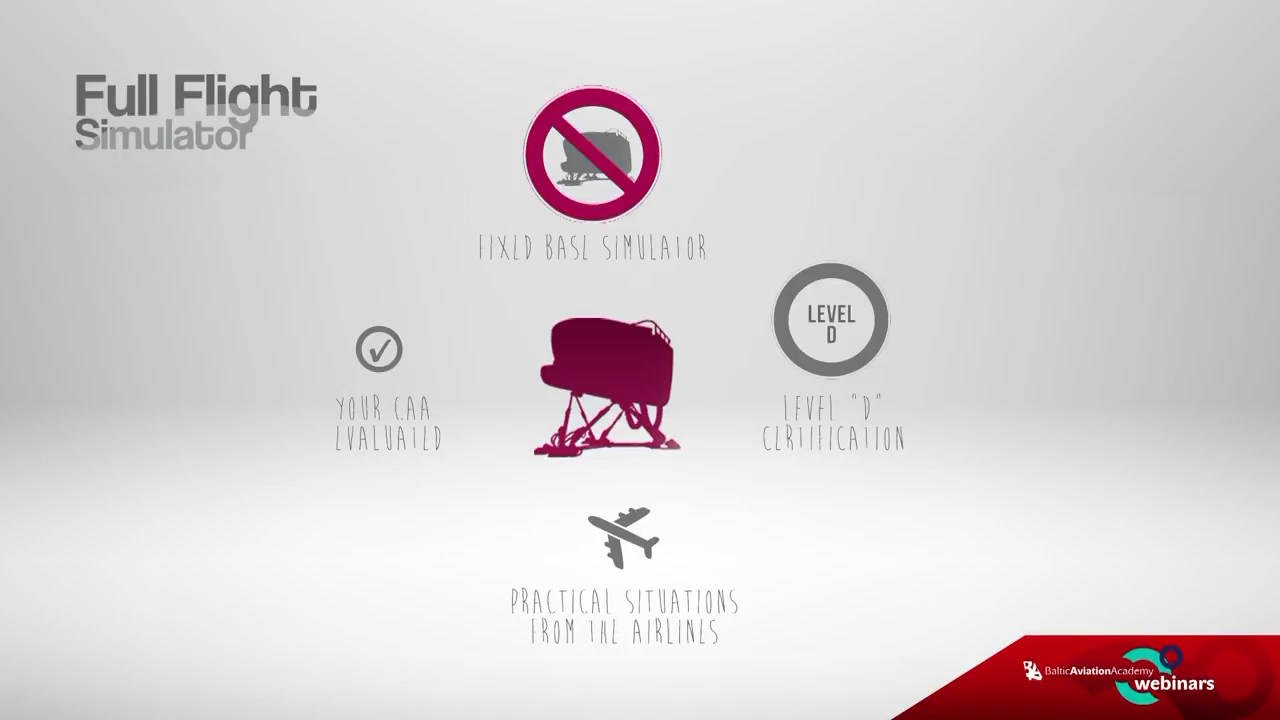 Full Flight
Simulator
FIXED BASE SIMULATOR
LEVEL
D
YOUR CAA
EVALUATED
LEVEL "D"
CERTIFICATION
PRACTICAL SITUATIONS
FROM THE AIRLINES
BalticAviationAcademy
webinars